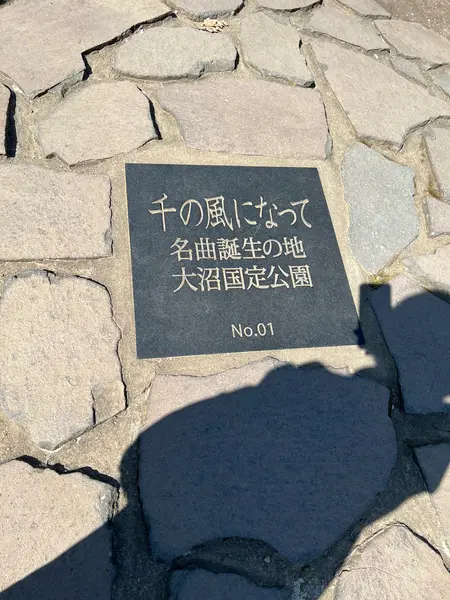 千の風になって
名曲誕生の地
大沼国定公園
No.01